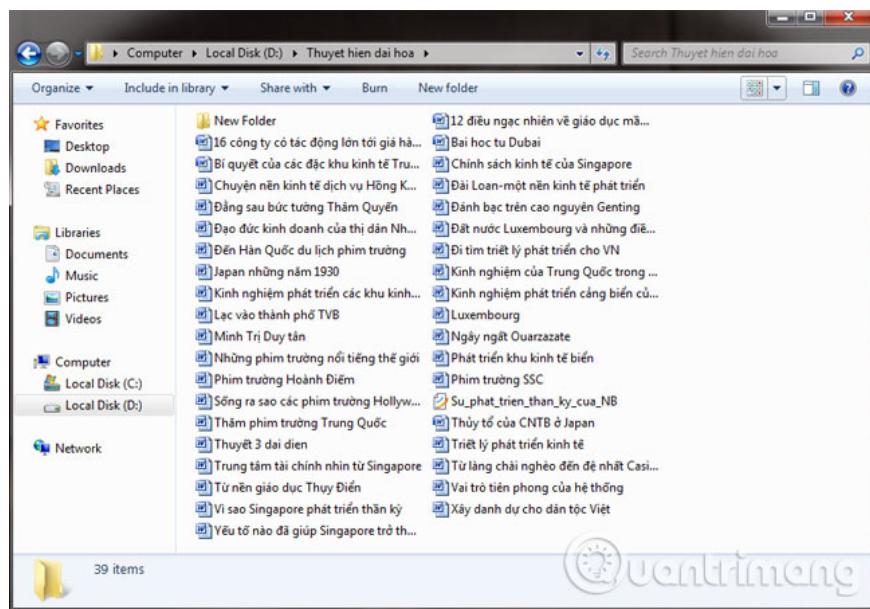 Computer Local Disk (D:) Thuyet hien dai hoa
Search Thuyet hien dai hoa
Organize Include in library Share with Burn New folder
Favorites
Desktop
Downloads
Recent Places
Libraries
Documents
Music
Pictures
Videos
Computer
Local Disk (C:)
Local Disk (D:)
Network
New Folder
16 công ty có tác động lớn tới giá hà...
Bí quyết của các đặc khu kinh tế Tru...
Chuyện nền kinh tế dịch vụ Hồng K...
Đằng sau bức tường Thâm Quyến
Đạo đức kinh doanh của thị dân Nh...
Đến Hàn Quốc du lịch phim trường
Japan những năm 1930
Kinh nghiệm phát triển các khu kinh...
Lạc vào thành phố TVB
Minh Trị Duy tân
Những phim trường nổi tiếng thế giới
Phim trường Hoành Điếm
Sống ra sao các phim trường Hollyw...
Thăm phim trường Trung Quốc
Thuyết 3 dai dien
Trung tâm tài chính nhìn từ Singapore
Từ nền giáo dục Thụy Điển
Vì sao Singapore phát triển thần kỳ
Yếu tố nào đã giúp Singapore trở th...
12 điều ngạc nhiên về giáo dục mầ...
Bai hoc tu Dubai
Chính sách kinh tế của Singapore
Đài Loan-một nền kinh tế phát triển
Đánh bạc trên cao nguyên Genting
Đất nước Luxembourg và những điề...
Đi tìm triết lý phát triển cho VN
Kinh nghiệm của Trung Quốc trong ...
Kinh nghiệm phát triển cảng biển củ...
Luxembourg
Ngây ngất Ouarzazate
Phát triển khu kinh tế biển
Phim trường SSC
Su_phat_trien_than_ky_cua_NB
Thủy tổ của CNTB ở Japan
Triết lý phát triển kinh tế
Từ làng chài nghèo đến đệ nhất Casi...
Vai trò tiên phong của hệ thống
Xây danh dự cho dân tộc Việt
39 items
Quantrimang